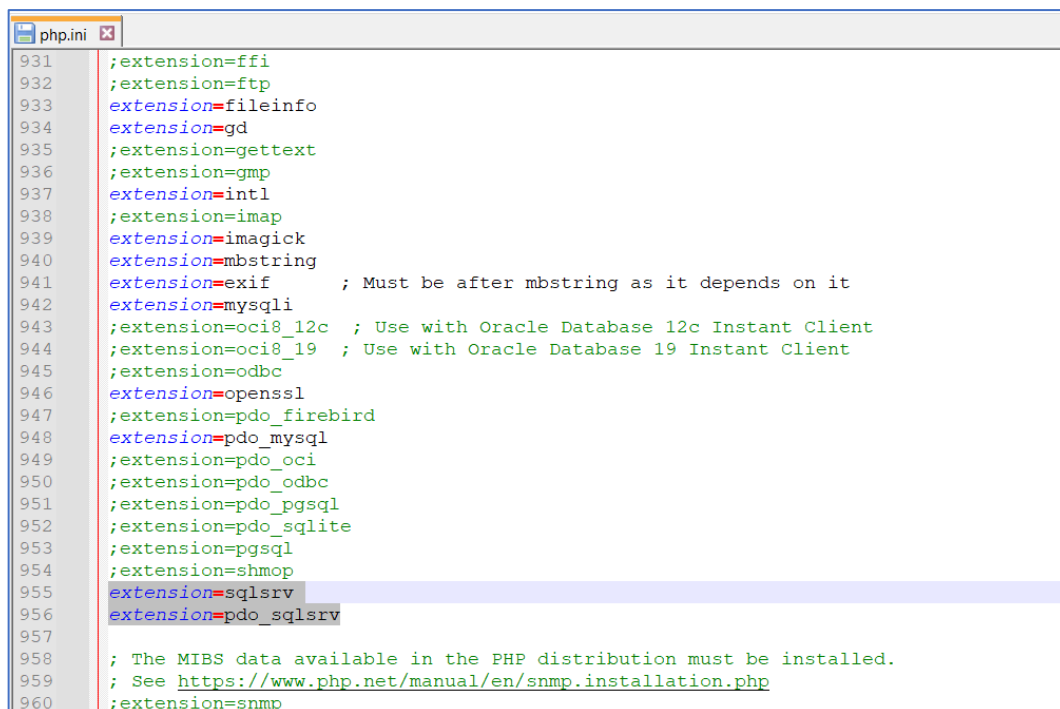 php.ini
931 ;extension=ffi
932 ;extension=ftp
933 extension=fileinfo
934 extension=gd
935 ;extension=gettext
936 ;extension=gmp
937 extension=intl
938 ;extension=imap
939 extension=imagick
940 extension=mbstring
941 extension=exif      ; Must be after mbstring as it depends on it
942 extension=mysqli
943 ;extension=oci8_12c  ; Use with Oracle Database 12c Instant Client
944 ;extension=oci8_19  ; Use with Oracle Database 19 Instant Client
945 ;extension=odbc
946 extension=openssl
947 ;extension=pdo_firebird
948 extension=pdo_mysql
949 ;extension=pdo_oci
950 ;extension=pdo_odbc
951 ;extension=pdo_pgsql
952 ;extension=pdo_sqlite
953 ;extension=pgsql
954 ;extension=shmop
955 extension=sqlsrv
956 extension=pdo_sqlsrv
957
958 ; The MIBS data available in the PHP distribution must be installed.
959 ; See https://www.php.net/manual/en/snmp.installation.php
960 ;extension=snmp